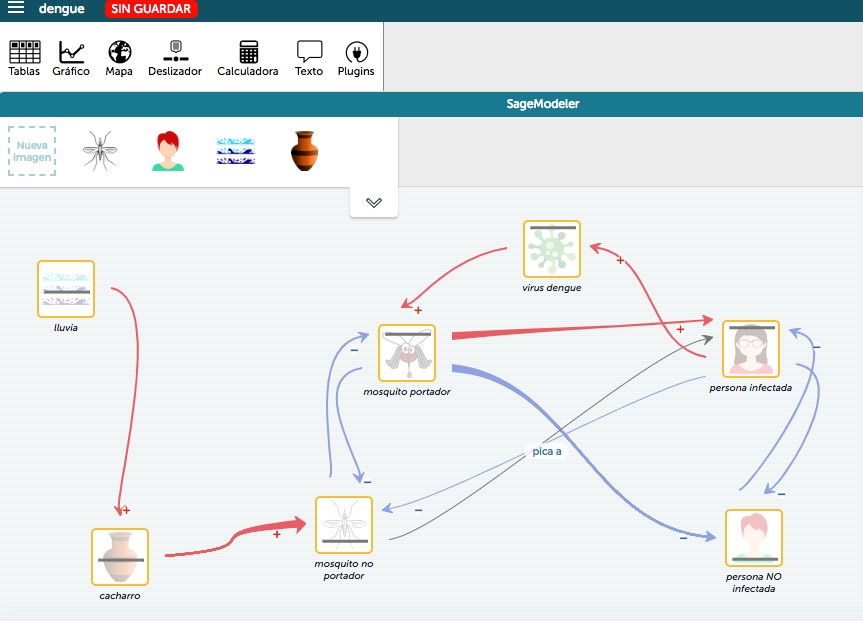 dengue
SIN GUARDAR
Tablas
Gráfico
Mapa
Deslizador
Calculadora
Texto
Plugins
SageModeler
Nueva
Imagen
virus dengue
lluvia
+
+
+
–
–
mosquito portador
persona infectada
pica a
–
–
–
+
+
–
mosquito no
portador
cacharro
persona NO
infectada